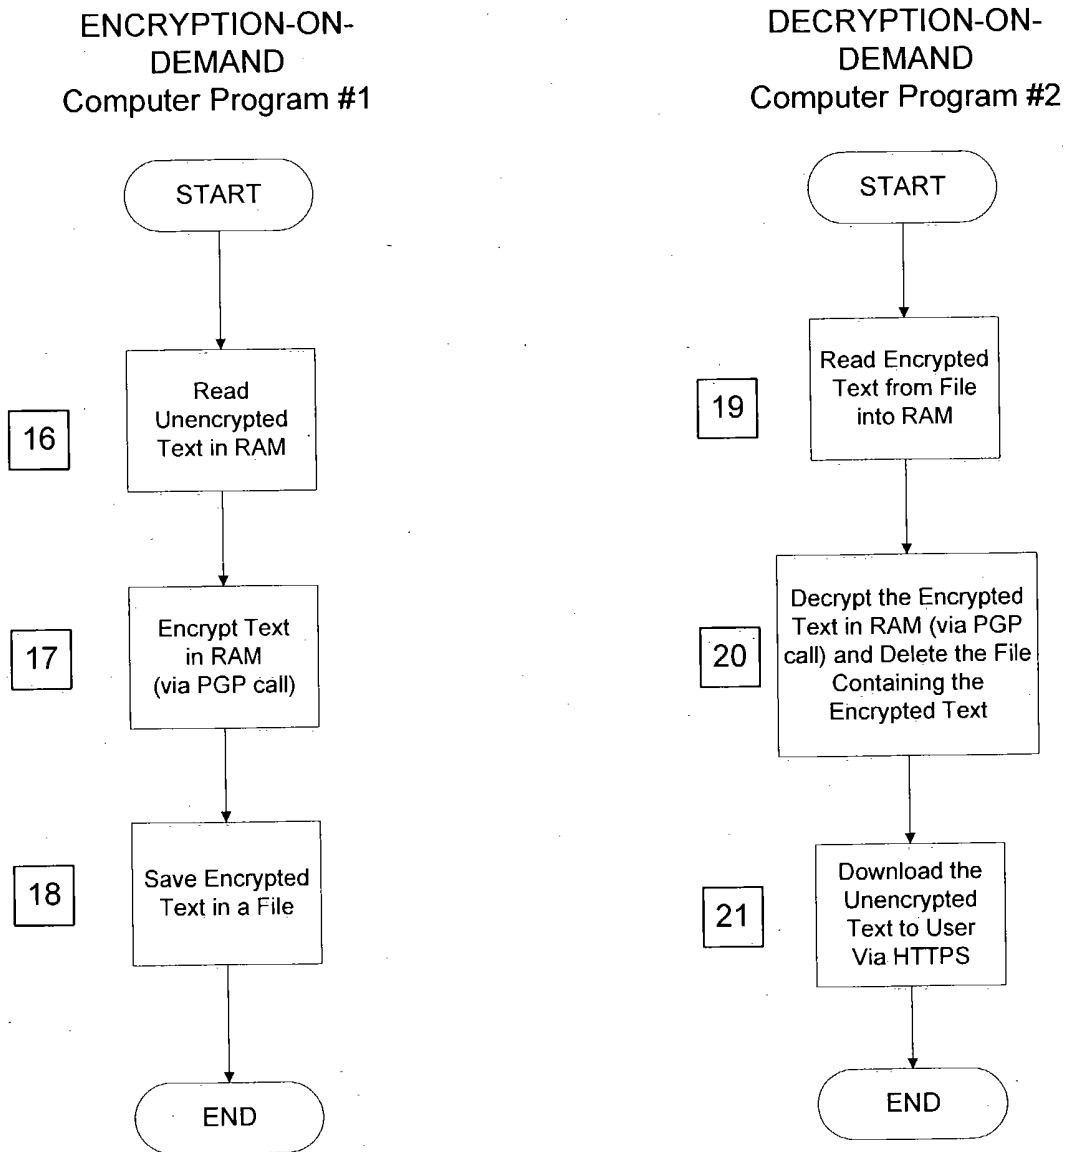 ENCRYPTION-ON-
DEMAND
Computer Program #1
START
16
Read
Unencrypted
Text in RAM
17
Encrypt Text
in RAM
(via PGP call)
18
Save Encrypted
Text in a File
END
DECRYPTION-ON-
DEMAND
Computer Program #2
START
19
Read Encrypted
Text from File
into RAM
20
Decrypt the Encrypted
Text in RAM (via PGP
call) and Delete the File
Containing the
Encrypted Text
21
Download the
Unencrypted
Text to User
Via HTTPS
END